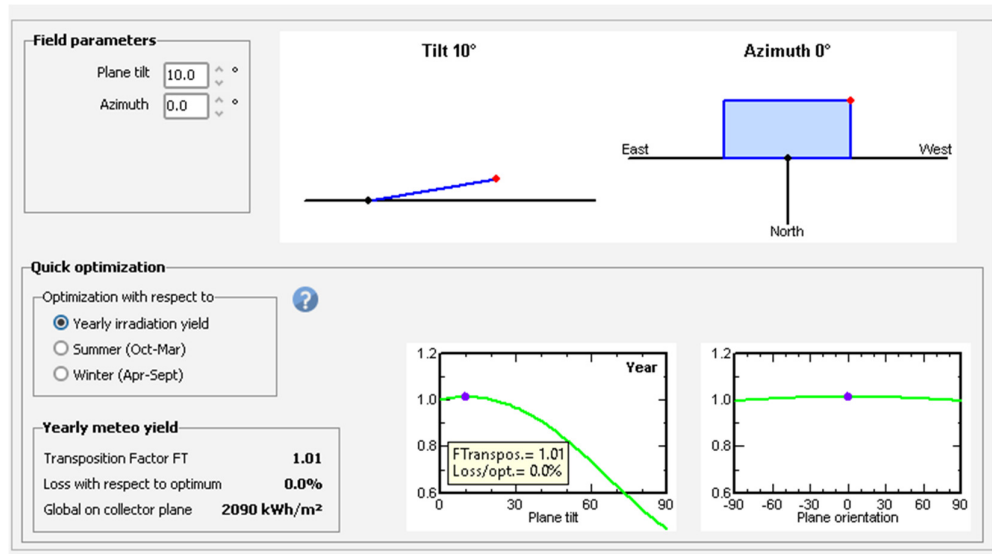 Field parameters
Plane tilt 10.0 °
Azimuth 0.0 °
Tilt 10°
Azimuth 0°
East
West
North
Quick optimization
Optimization with respect to
Yearly irradiation yield
Summer (Oct-Mar)
Winter (Apr-Sept)
?
Yearly meteo yield
Transposition Factor FT 1.01
Loss with respect to optimum 0.0%
Global on collector plane 2090 kWh/m²
Year
1.2
1.0
0.8
0.6
FTranspos.= 1.01
Loss/opt.= 0.0%
0 30 60 90
Plane tilt
1.2
1.0
0.8
0.6
-90 -60 -30 0 30 60 90
Plane orientation